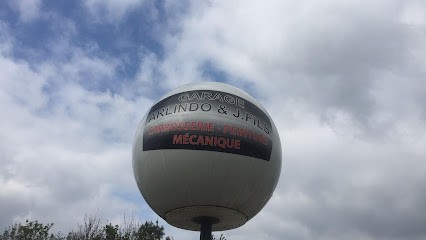 GARAGE
ARLINDO & J. FILS
CARROSSERIE PEINTURE
MÉCANIQUE